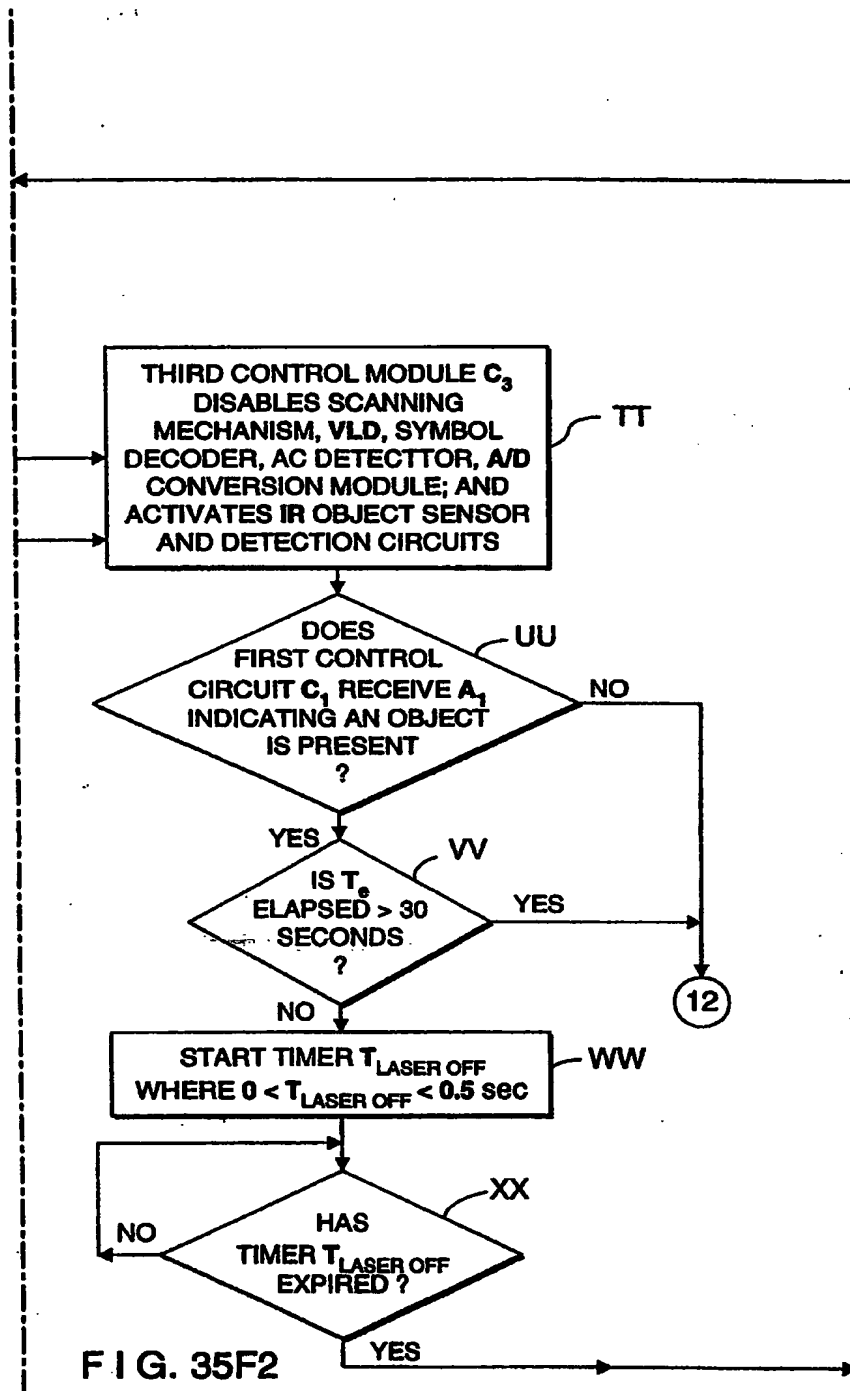 THIRD CONTROL MODULE C3
DISABLES SCANNING
MECHANISM, VLD, SYMBOL
DECODER, AC DETECTTOR, A/D
CONVERSION MODULE; AND
ACTIVATES IR OBJECT SENSOR
AND DETECTION CIRCUITS
TT
DOES
FIRST CONTROL
CIRCUIT C1 RECEIVE A1
INDICATING AN OBJECT
IS PRESENT
?
UU
NO
YES
IS Te
ELAPSED > 30
SECONDS
?
VV
YES
12
NO
START TIMER TLASER OFF
WHERE 0 < TLASER OFF < 0.5 sec
WW
HAS
TIMER TLASER OFF
EXPIRED ?
XX
NO
YES
FIG. 35F2